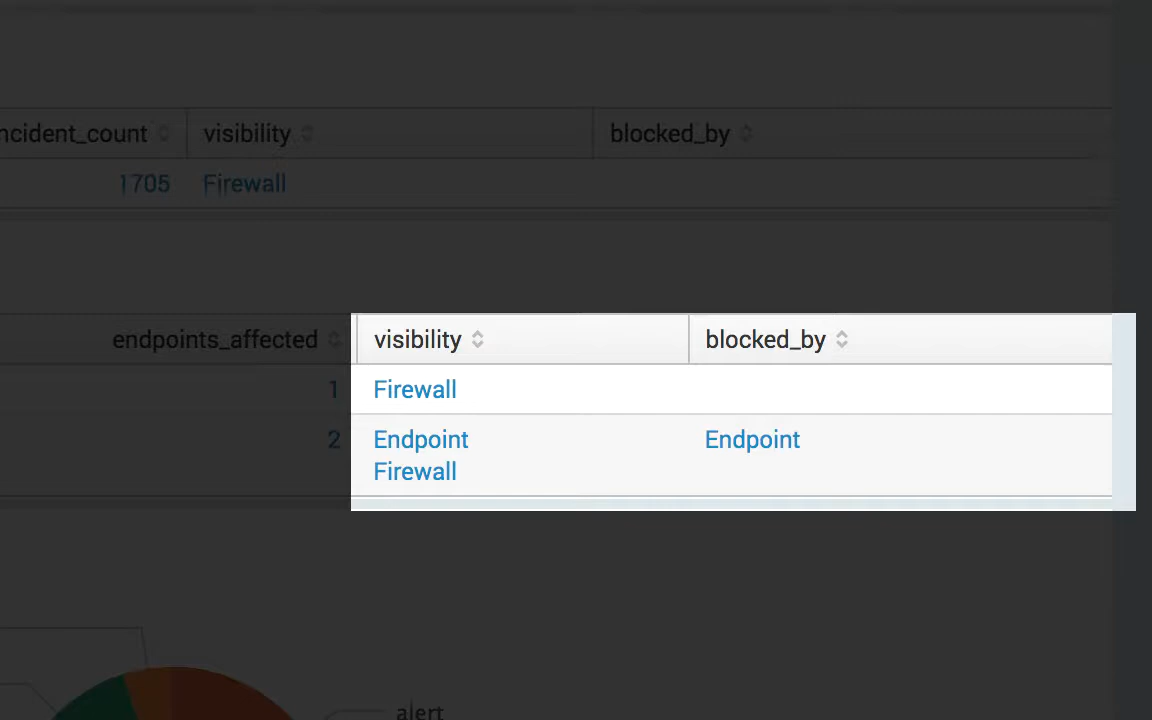 ncident_count visibility blocked_by
1705 Firewall
endpoints_affected visibility blocked_by
1 Firewall
2 Endpoint Endpoint
Firewall
alert